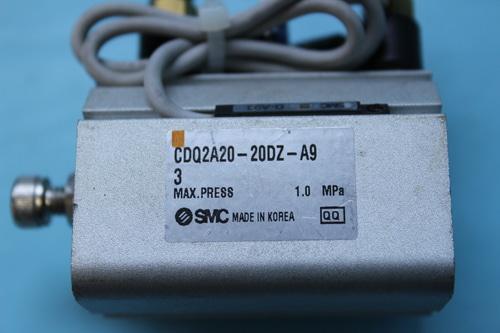 CDQ2A20-20DZ-A9
3
MAX.PRESS 1.0 MPa
SMC MADE IN KOREA QQ